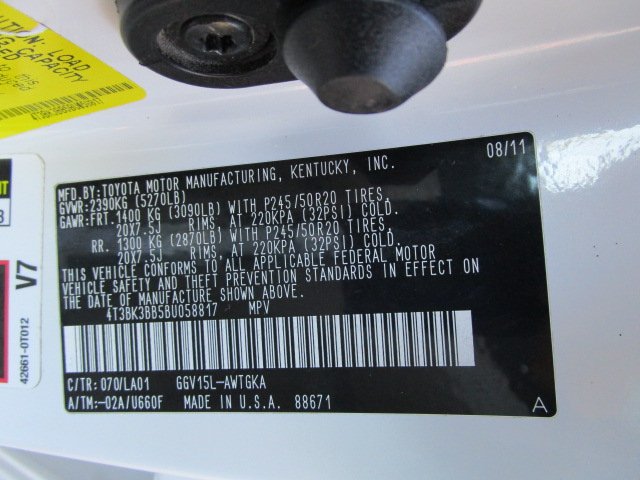 UTION: LOAD
CAPACITY
4T3BK3BB5BU058817
V7
42661-0T012
08/11
MFD.BY:TOYOTA MOTOR MANUFACTURING, KENTUCKY, INC.
GVWR:2390KG (5270LB)
GAWR:FRT. 1400 KG (3090LB) WITH P245/50R20 TIRES,
20X7.5J RIMS, AT 220KPA (32PSI) COLD.
RR. 1300 KG (2870LB) WITH P245/50R20 TIRES,
20X7.5J RIMS, AT 220KPA (32PSI) COLD.
THIS VEHICLE CONFORMS TO ALL APPLICABLE FEDERAL MOTOR
VEHICLE SAFETY AND THEFT PREVENTION STANDARDS IN EFFECT ON
THE DATE OF MANUFACTURE SHOWN ABOVE.
4T3BK3BB5BU058817 MPV
C/TR: 070/LA01 GGV15L-AWTGKA
A/TM:-02A/U660F MADE IN U.S.A. 88671
A